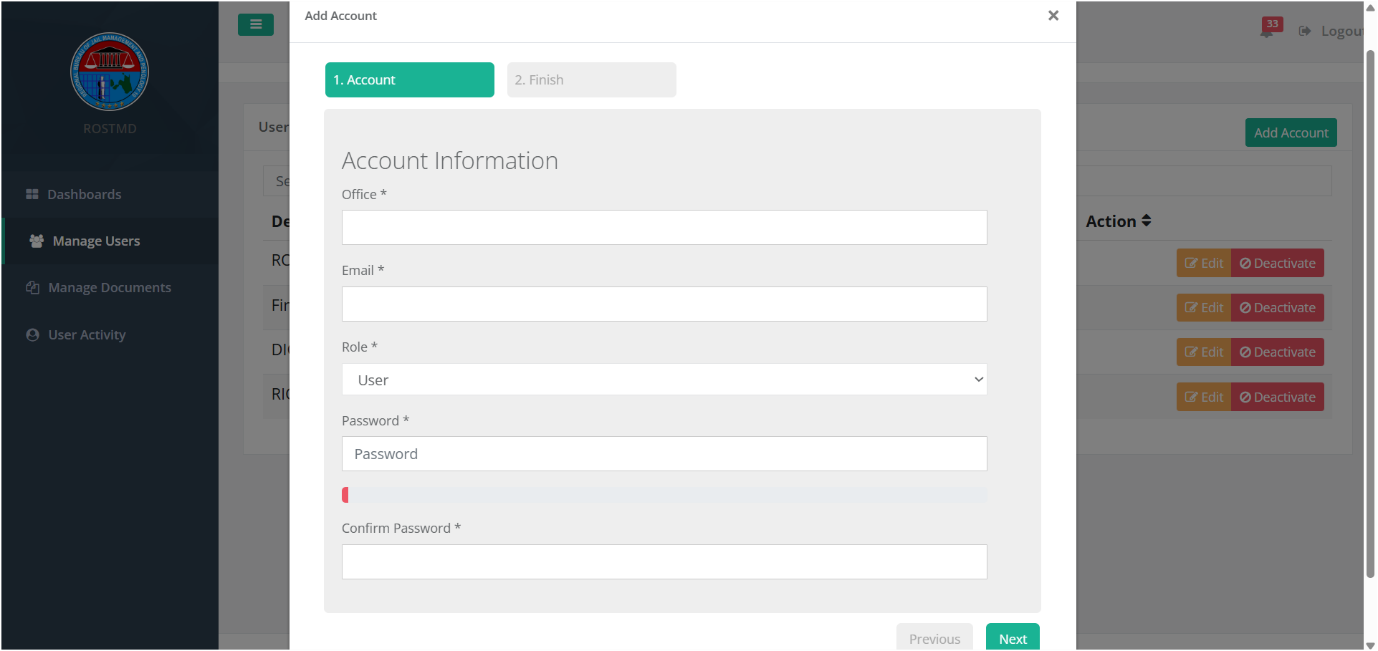 Add Account
×
33
Logou
1. Account
2. Finish
ROSTMD
User
Add Account
Account Information
Office *
Dashboards
Manage Users
Manage Documents
User Activity
Se
De
Action
Email *
RO
Edit
Deactivate
Fir
Edit
Deactivate
Role *
User
DI
Edit
Deactivate
RI
Edit
Deactivate
Password *
Password
Confirm Password *
Previous
Next